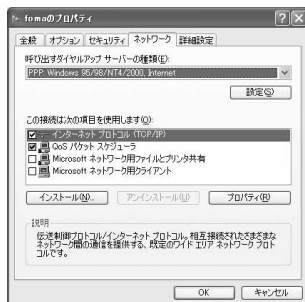 fomaのプロパティ
全般 オプション セキュリティ ネットワーク 詳細設定
呼び出すダイヤルアップ サーバーの種類(E):
PPP: Windows 95/98/NT4/2000, Internet
設定(S)
この接続は次の項目を使用します(O):
インターネット プロトコル (TCP/IP)
QoS パケット スケジューラ
Microsoft ネットワーク用ファイルとプリンタ共有
Microsoft ネットワーク用クライアント
インストール(N)... アンインストール(U) プロパティ(R)
説明
伝送制御プロトコル/インターネット プロトコル。相互接続されたさまざまな
ネットワーク間の通信を提供する、既定のワイド エリア ネットワーク プロト
コルです。
OK キャンセル